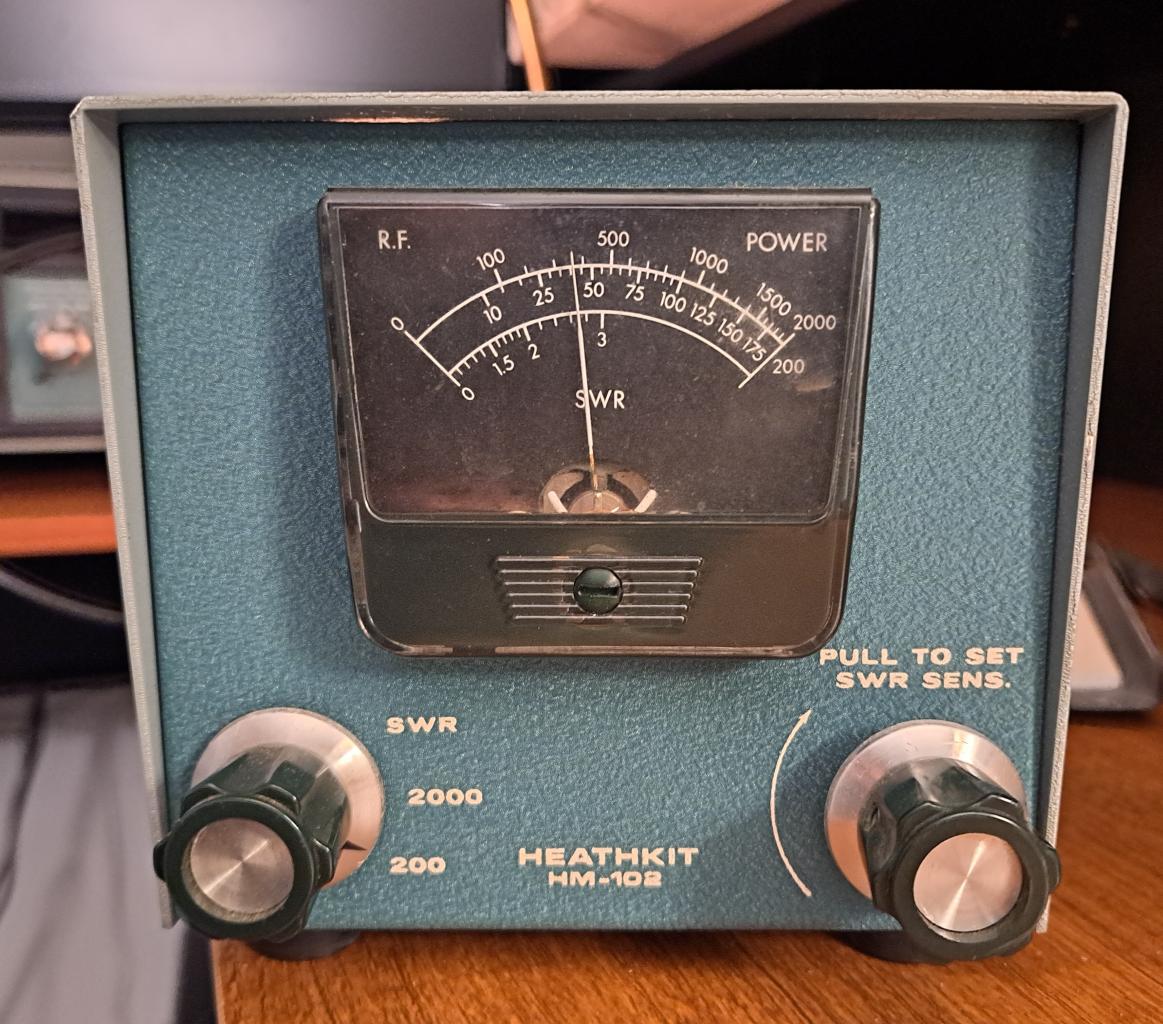 R.F. POWER
0 100 500 1000 1500 2000
10 25 50 75 100 125 150 175 200
0 1.5 2 3
SWR
PULL TO SET
SWR SENS.
SWR
2000
200
HEATHKIT
HM-102